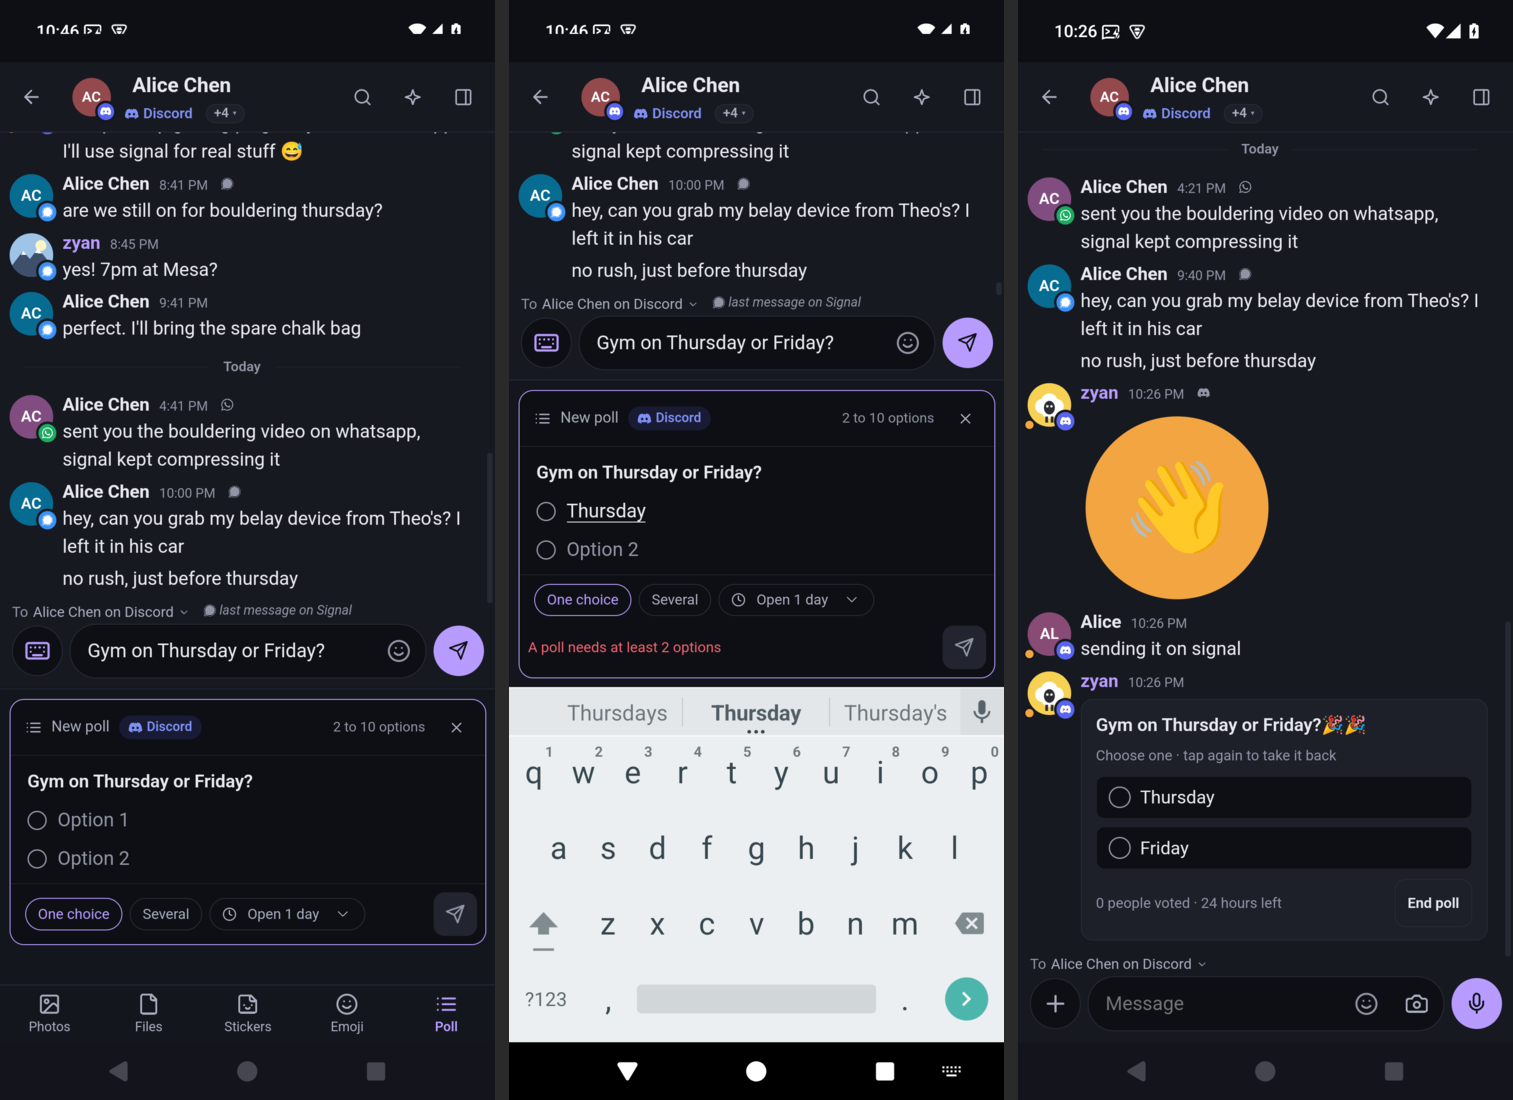 10:46
Alice Chen
Discord
+4
I'll use signal for real stuff 😅
AC
Alice Chen 8:41 PM
are we still on for bouldering thursday?
zyan 8:45 PM
yes! 7pm at Mesa?
AC
Alice Chen 9:41 PM
perfect. I'll bring the spare chalk bag
Today
AC
Alice Chen 4:41 PM
sent you the bouldering video on whatsapp,
signal kept compressing it
AC
Alice Chen 10:00 PM
hey, can you grab my belay device from Theo's? I
left it in his car
no rush, just before thursday
To Alice Chen on Discord
last message on Signal
Gym on Thursday or Friday?
New poll
Discord
2 to 10 options
Gym on Thursday or Friday?
Option 1
Option 2
One choice
Several
Open 1 day
Photos
Files
Stickers
Emoji
Poll
10:46
AC
Alice Chen
Discord
+4
signal kept compressing it
AC
Alice Chen 10:00 PM
hey, can you grab my belay device from Theo's? I
left it in his car
no rush, just before thursday
To Alice Chen on Discord
last message on Signal
Gym on Thursday or Friday?
New poll
Discord
2 to 10 options
Gym on Thursday or Friday?
Thursday
Option 2
One choice
Several
Open 1 day
A poll needs at least 2 options
Thursdays
Thursday
Thursday's
1 2 3 4 5 6 7 8 9 0
q w e r t y u i o p
a s d f g h j k l
z x c v b n m
?123 , .
10:26
AC
Alice Chen
Discord
+4
Today
AC
Alice Chen 4:21 PM
sent you the bouldering video on whatsapp,
signal kept compressing it
AC
Alice Chen 9:40 PM
hey, can you grab my belay device from Theo's? I
left it in his car
no rush, just before thursday
zyan 10:26 PM
AL
Alice 10:26 PM
sending it on signal
zyan 10:26 PM
Gym on Thursday or Friday?🎉🎉
Choose one · tap again to take it back
Thursday
Friday
0 people voted · 24 hours left
End poll
To Alice Chen on Discord
Message